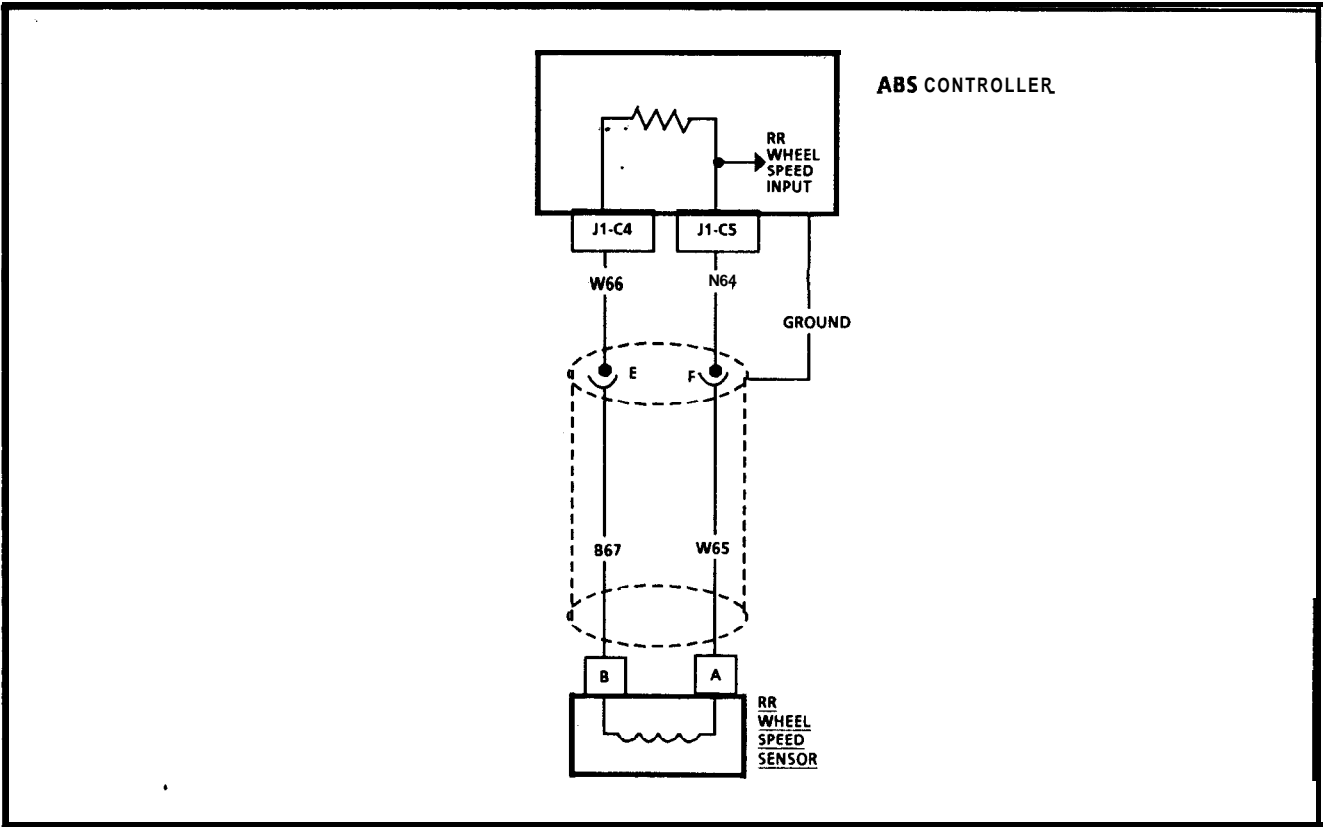 ABS CONTROLLER
RR
WHEEL
SPEED
INPUT
J1-C4
J1-C5
W66
N64
GROUND
E
F
B67
W65
B
A
RR
WHEEL
SPEED
SENSOR